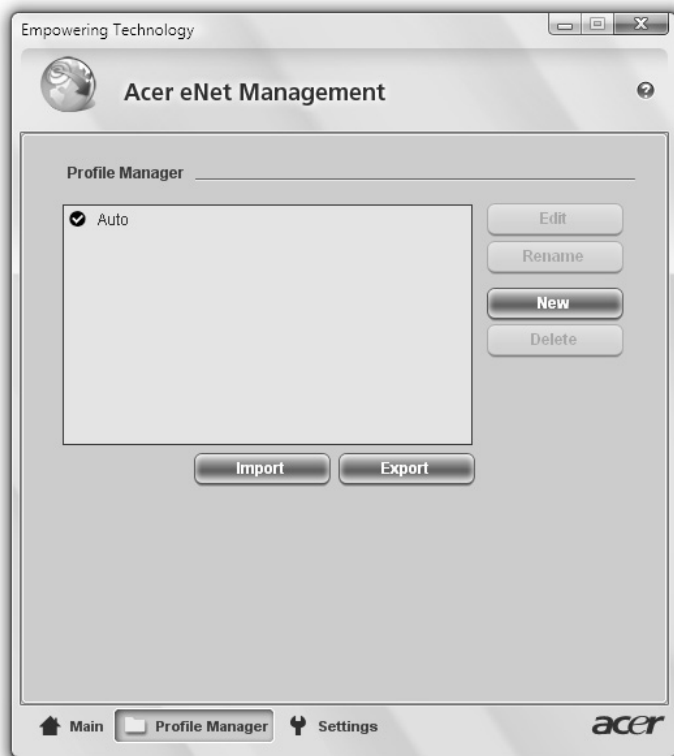 Empowering Technology
Acer eNet Management
Profile Manager
Auto
Edit
Rename
New
Delete
Import Export
Main Profile Manager Settings acer